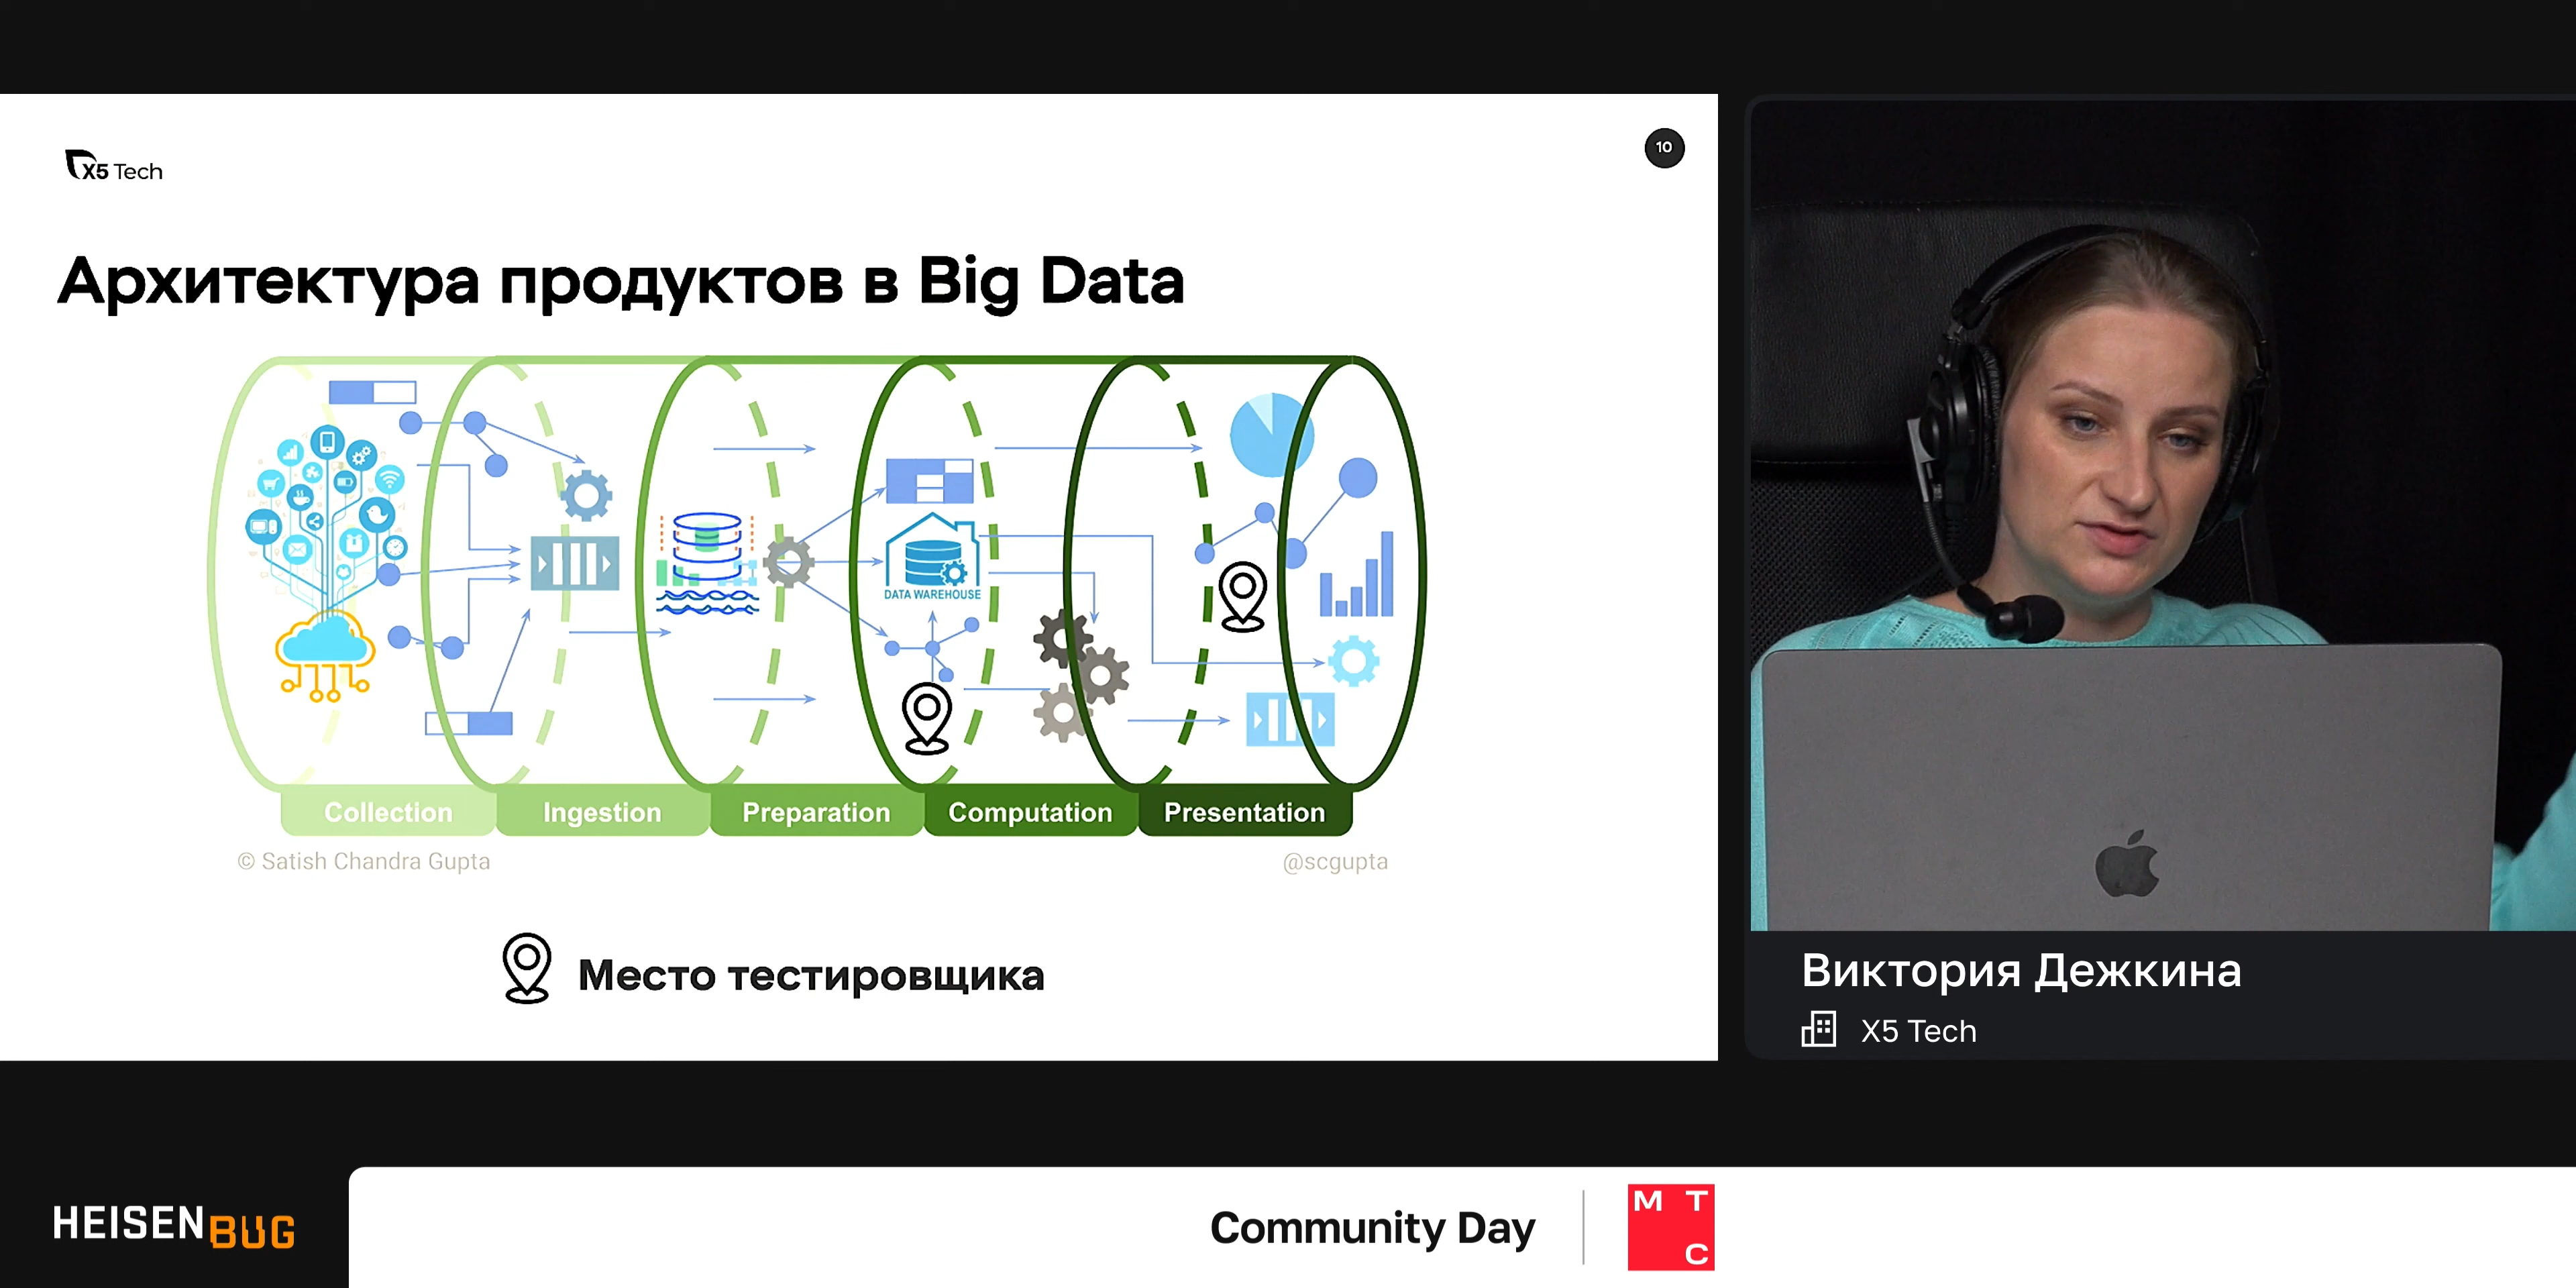 X5 Tech
10
Архитектура продуктов в Big Data
DATA WAREHOUSE
Collection
Ingestion
Preparation
Computation
Presentation
© Satish Chandra Gupta
@scgupta
Место тестировщика
Виктория Дежкина
X5 Tech
HEISENBUG
Community Day
МТС